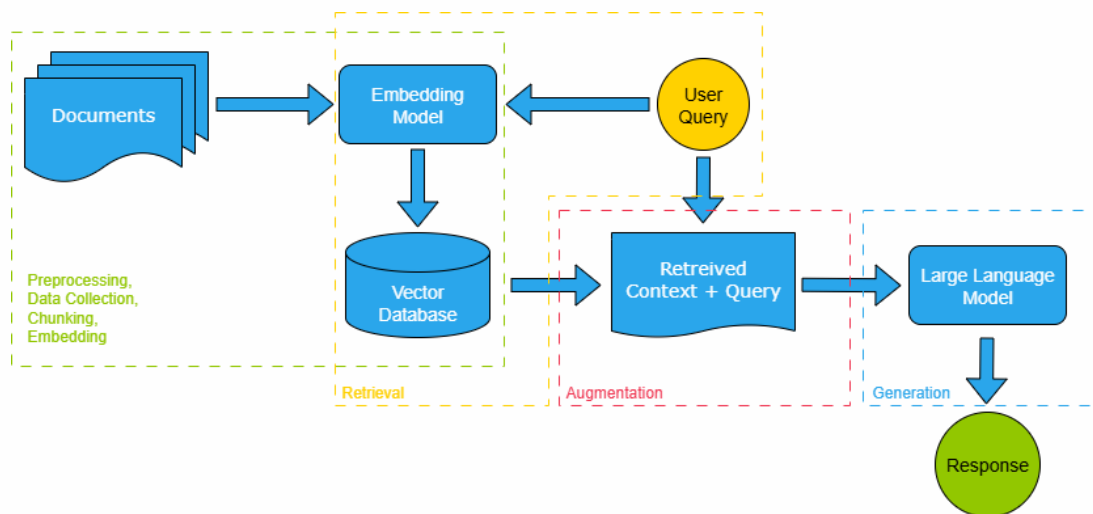 Documents
Embedding
Model
User
Query
Preprocessing,
Data Collection,
Chunking,
Embedding
Vector
Database
Retreived
Context + Query
Large Language
Model
Retrieval
Augmentation
Generation
Response